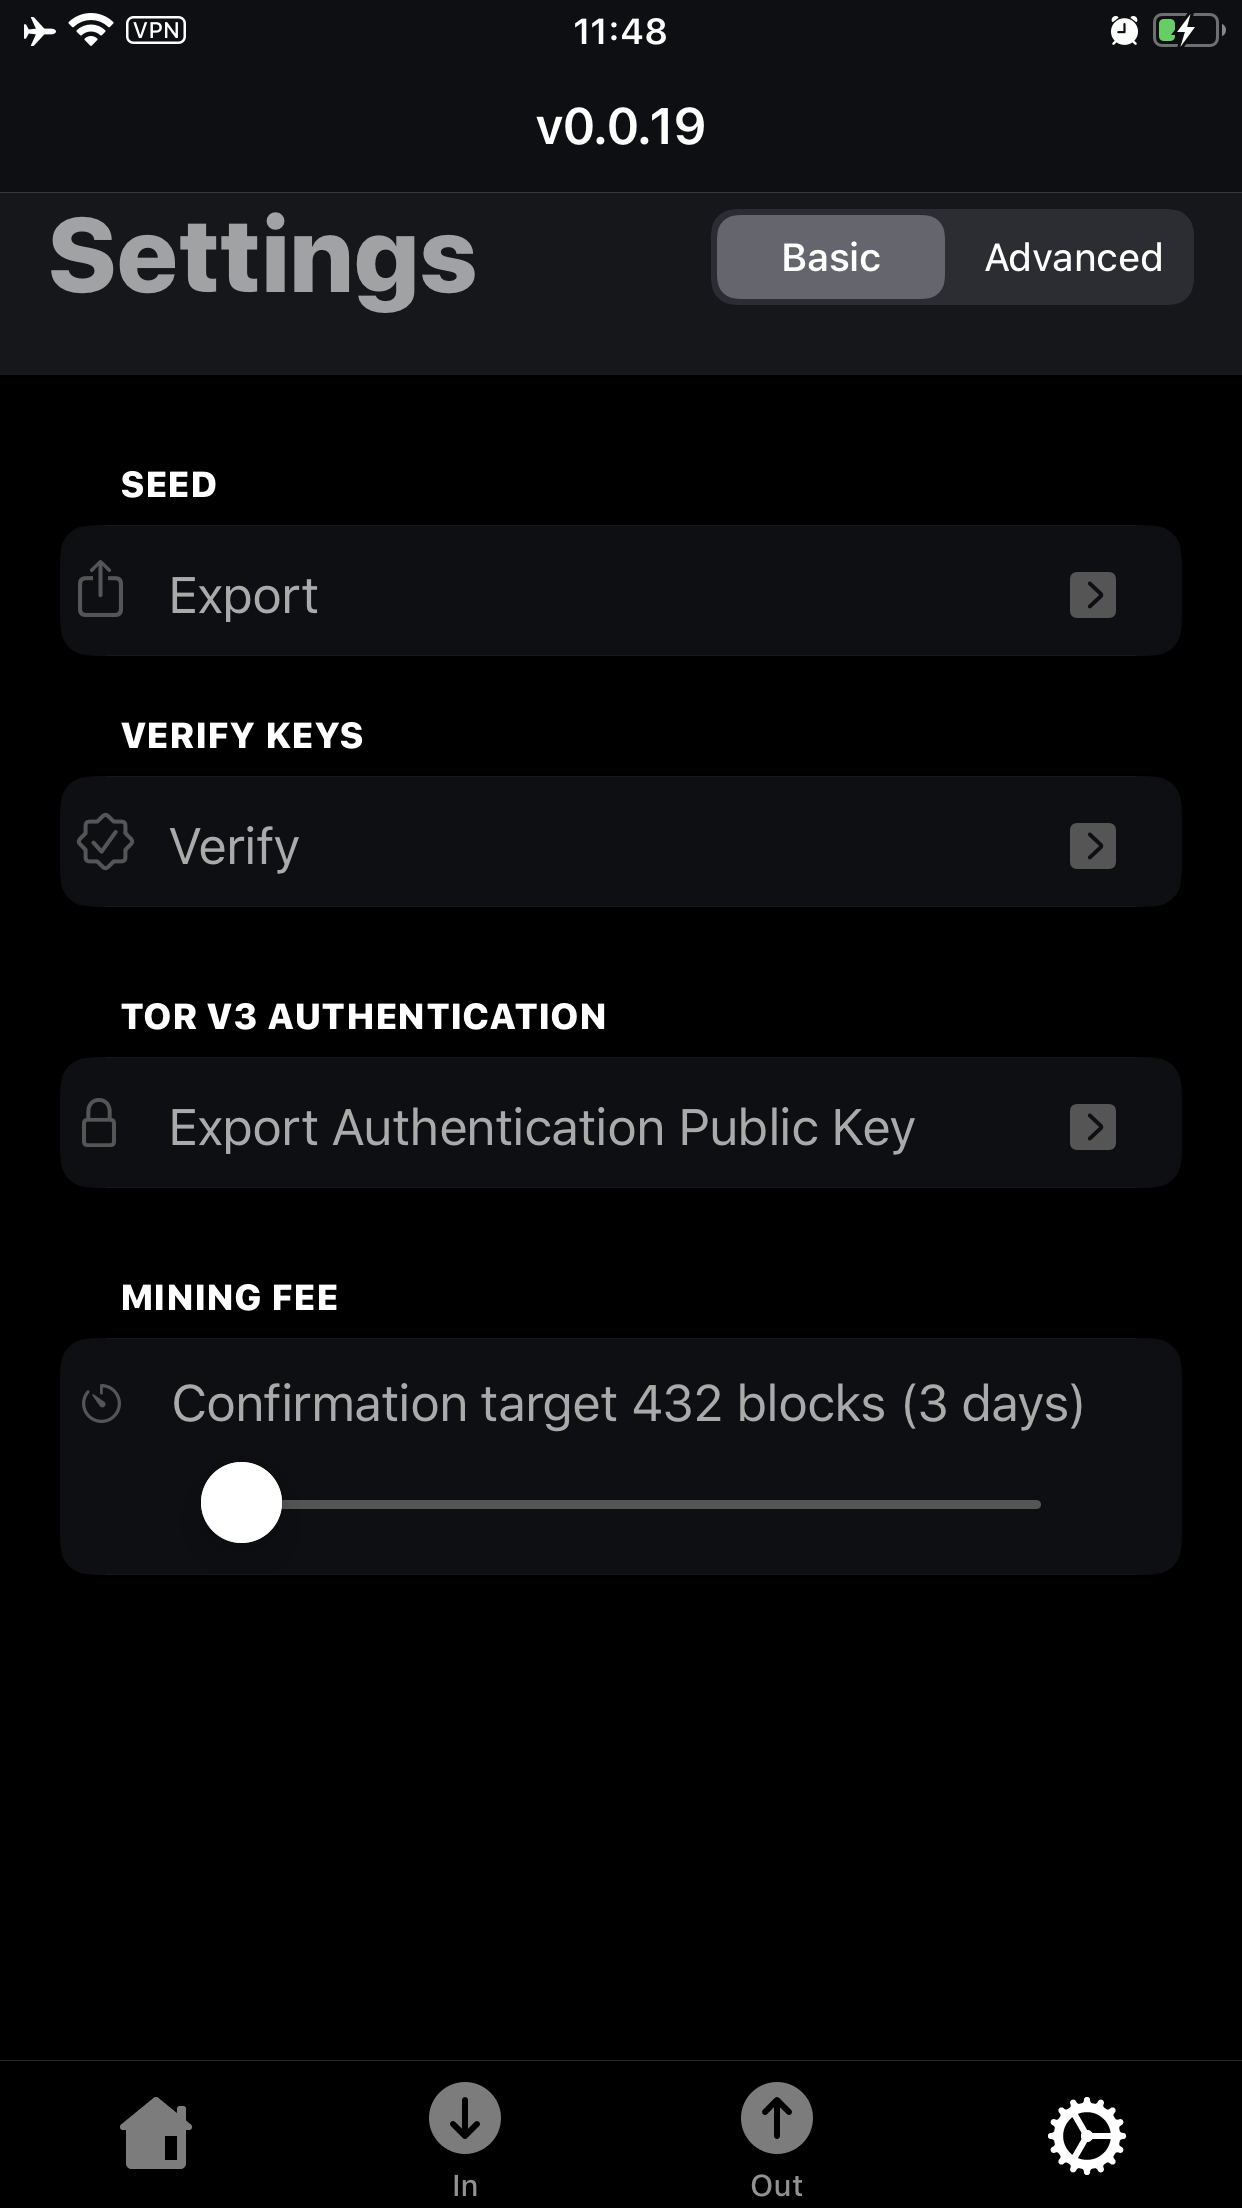 VPN
11:48
v0.0.19
Settings
Basic
Advanced
SEED
Export
VERIFY KEYS
Verify
TOR V3 AUTHENTICATION
Export Authentication Public Key
MINING FEE
Confirmation target 432 blocks (3 days)
In
Out